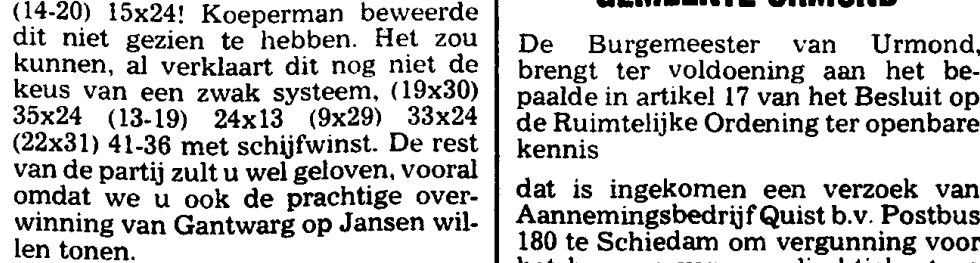 (14-20) 15x24! Koeperman beweerde
dit niet gezien te hebben. Het zou
kunnen, al verklaart dit nog niet de
keus van een zwak systeem, (19x30)
35x24 (13-19) 24x13 (9x29) 33x24
(22x31) 41-36 met schijfwinst. De rest
van de partij zult u wel geloven, vooral
omdat we u ook de prachtige over-
winning van Gantwarg op Jansen wil-
len tonen.
GEMEENTE URMOND
De Burgemeester van Urmond,
brengt ter voldoening aan het be-
paalde in artikel 17 van het Besluit op
de Ruimtelijke Ordening ter openbare
kennis
dat is ingekomen een verzoek van
Aannemingsbedrijf Quist b.v. Postbus
180 te Schiedam om vergunning voor